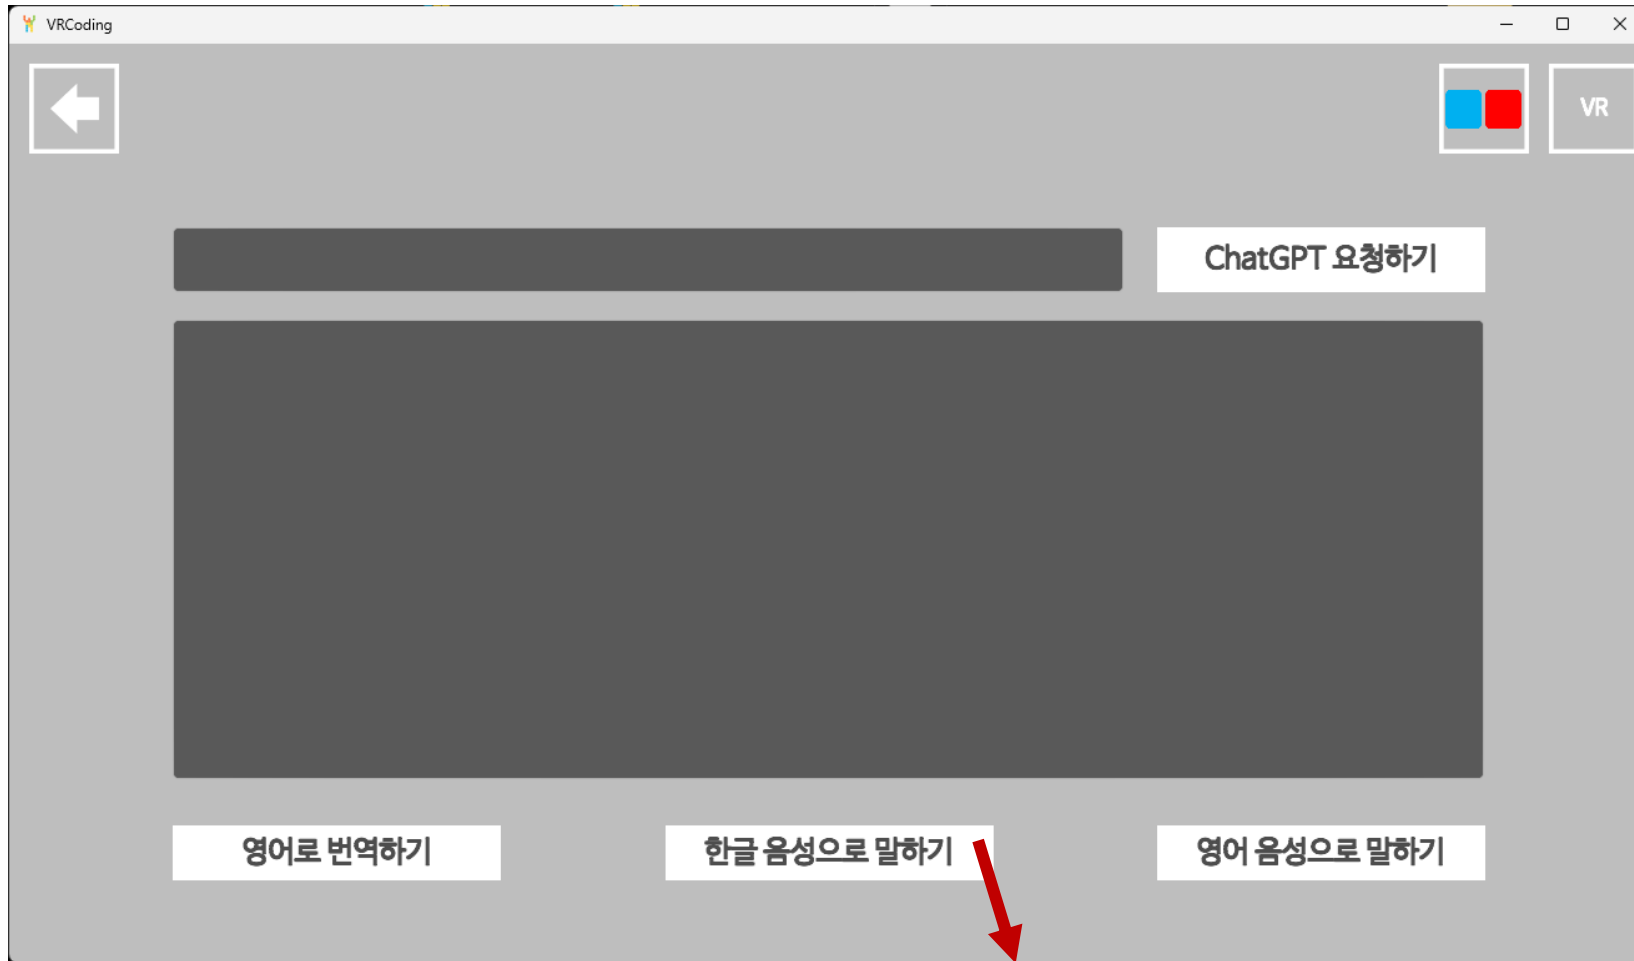 VRCoding
VR
ChatGPT 요청하기
영어로 번역하기
한글 음성으로 말하기
영어 음성으로 말하기